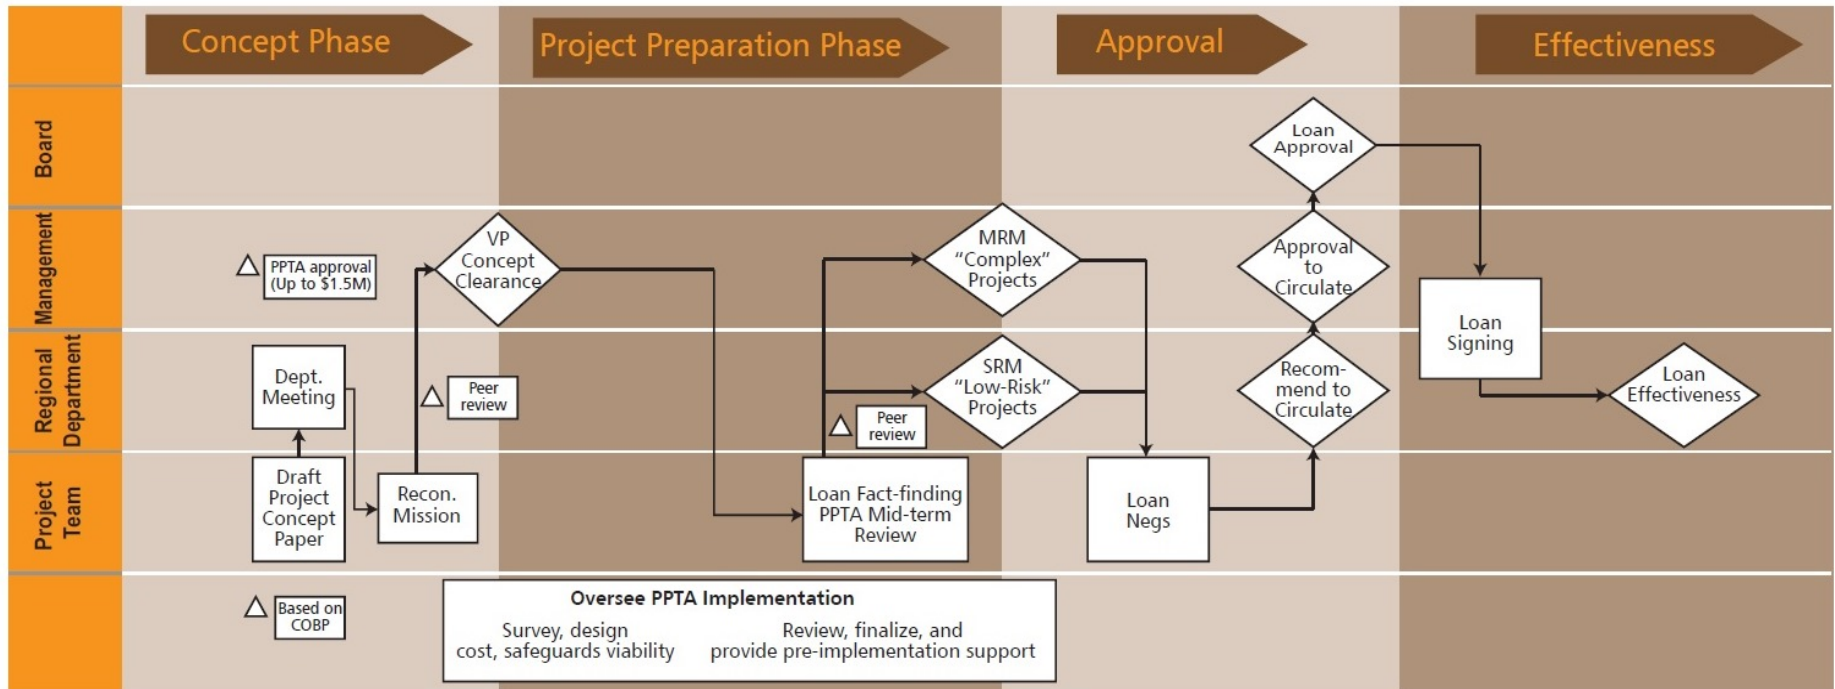 Concept Phase
Project Preparation Phase
Approval
Effectiveness
Board
Loan
Approval
Management
PPTA approval
(Up to $1.5M)
VP
Concept
Clearance
MRM
“Complex”
Projects
Approval
to
Circulate
Loan
Signing
Regional
Department
Dept.
Meeting
Peer
review
SRM
“Low-Risk”
Projects
Peer
review
Recom-
mend to
Circulate
Loan
Effectiveness
Project
Team
Draft
Project
Concept
Paper
Recon.
Mission
Loan Fact-finding
PPTA Mid-term
Review
Loan
Negs
Based on
COBP
Oversee PPTA Implementation
Survey, design
cost, safeguards viability
Review, finalize, and
provide pre-implementation support